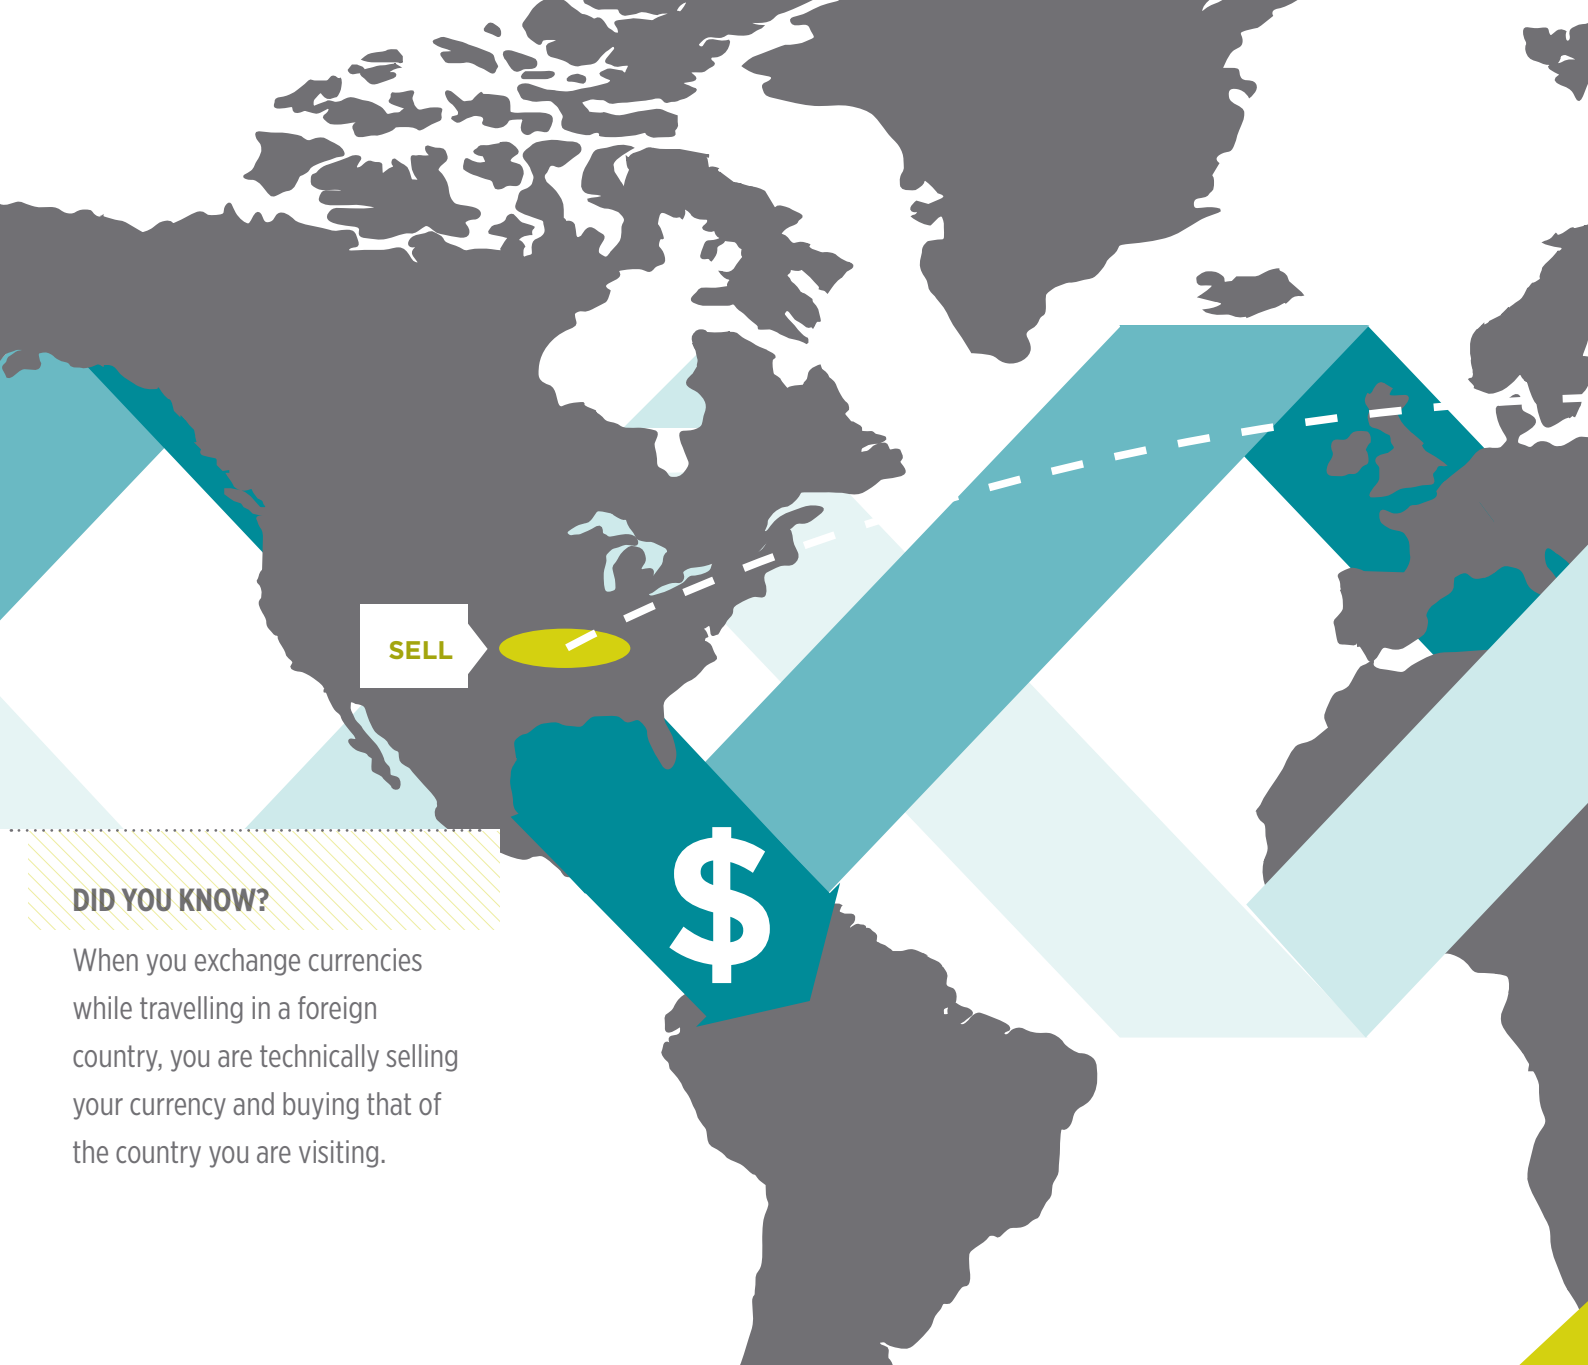 SELL
$
DID YOU KNOW?
When you exchange currencies
while travelling in a foreign
country, you are technically selling
your currency and buying that of
the country you are visiting.